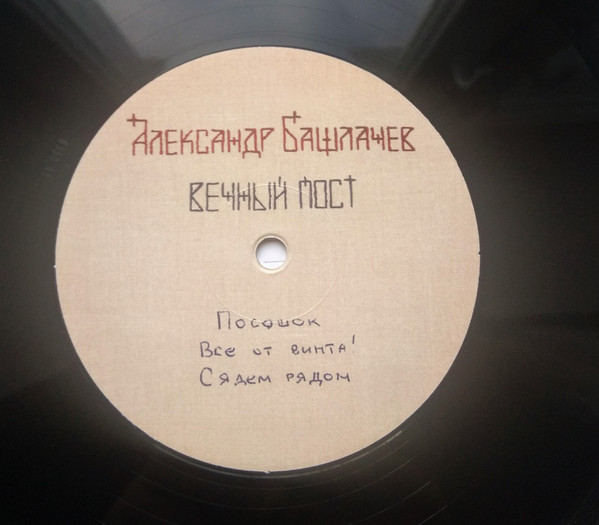 Александр Башлачев
Вечный Пост
Посошок
Все от винта!
Сядем рядом